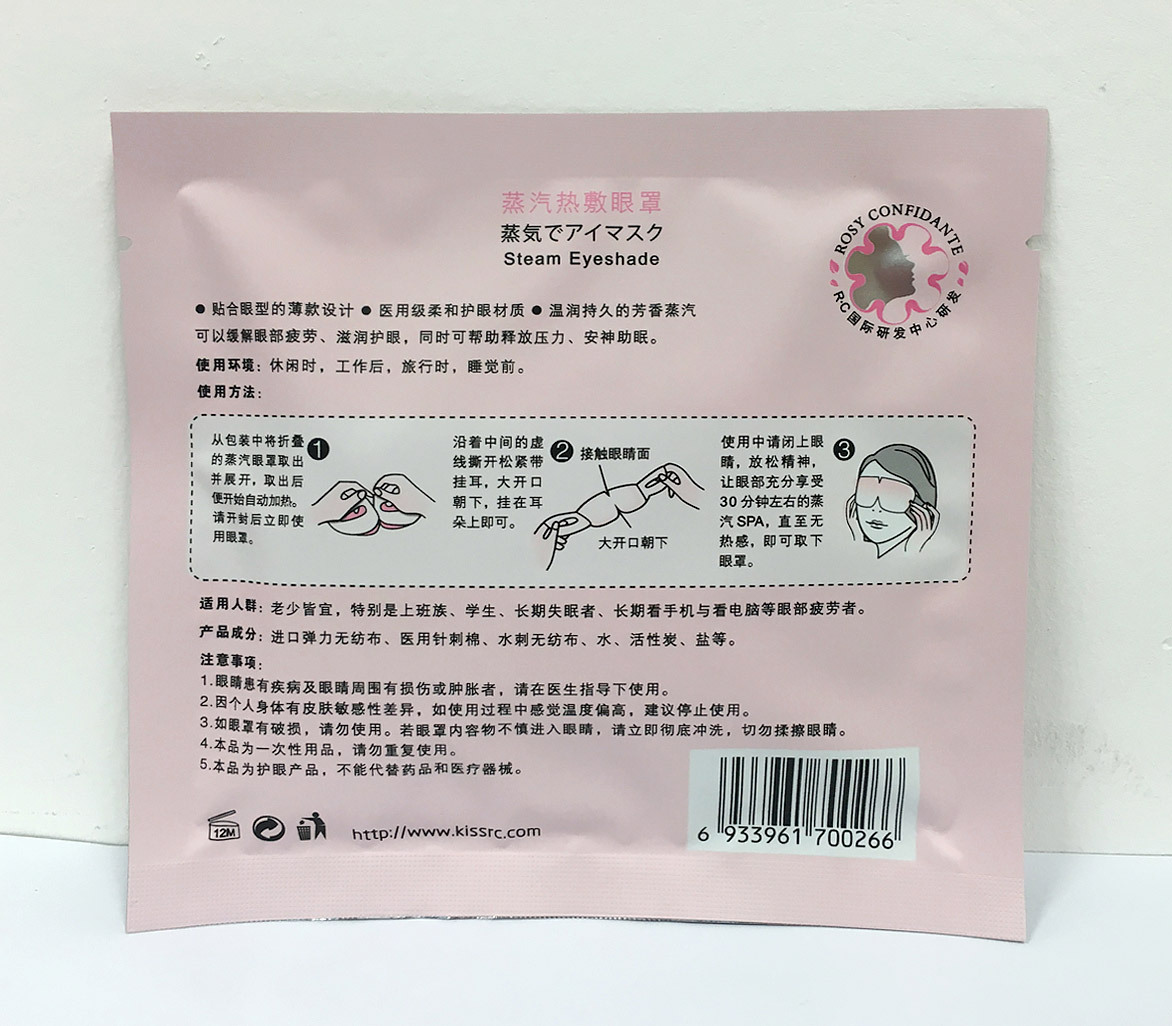 蒸汽热敷眼罩
蒸気でアイマスク
Steam Eyeshade
ROSY CONFIDANTE
R·C国际研发中心研发
● 贴合眼型的薄款设计 ● 医用级柔和护眼材质 ● 温润持久的芳香蒸汽
可以缓解眼部疲劳、滋润护眼，同时可帮助释放压力、安神助眠。
使用环境：休闲时，工作后，旅行时，睡觉前。
使用方法：
从包装中将折叠
的蒸汽眼罩取出
并展开，取出后
便开始自动加热。
请开封后立即使
用眼罩。
1
沿着中间的虚
线撕开松紧带
挂耳，大开口
朝下，挂在耳
朵上即可。
2
接触眼睛面
大开口朝下
使用中请闭上眼
睛，放松精神，
让眼部充分享受
30 分钟左右的蒸
汽 SPA，直至无
热感，即可取下
眼罩。
3
适用人群：老少皆宜，特别是上班族、学生、长期失眠者、长期看手机与看电脑等眼部疲劳者。
产品成分：进口弹力无纺布、医用针刺棉、水刺无纺布、水、活性炭、盐等。
注意事项：
1.眼睛患有疾病及眼睛周围有损伤或肿胀者，请在医生指导下使用。
2.因个人身体有皮肤敏感性差异，如使用过程中感觉温度偏高，建议停止使用。
3.如眼罩有破损，请勿使用。若眼罩内容物不慎进入眼睛，请立即彻底冲洗，切勿揉擦眼睛。
4.本品为一次性用品，请勿重复使用。
5.本品为护眼产品，不能代替药品和医疗器械。
12M
http://www.kissrc.com
6 933961 700266